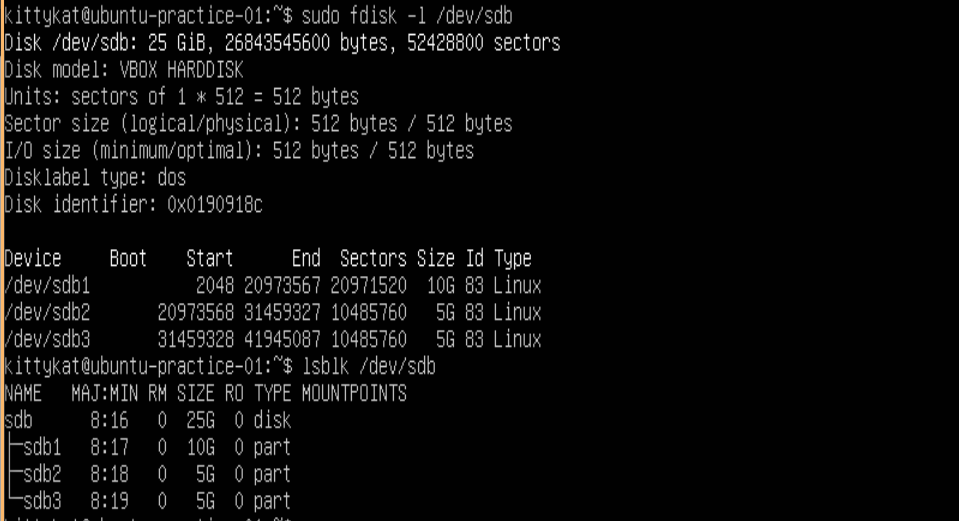 kittykat@ubuntu-practice-01:~$ sudo fdisk -l /dev/sdb
Disk /dev/sdb: 25 GiB, 26843545600 bytes, 52428800 sectors
Disk model: VBOX HARDDISK
Units: sectors of 1 * 512 = 512 bytes
Sector size (logical/physical): 512 bytes / 512 bytes
I/O size (minimum/optimal): 512 bytes / 512 bytes
Disklabel type: dos
Disk identifier: 0x0190918c

Device     Boot    Start      End  Sectors Size Id Type
/dev/sdb1           2048 20973567 20971520  10G 83 Linux
/dev/sdb2       20973568 31459327 10485760   5G 83 Linux
/dev/sdb3       31459328 41945087 10485760   5G 83 Linux
kittykat@ubuntu-practice-01:~$ lsblk /dev/sdb
NAME   MAJ:MIN RM SIZE RO TYPE MOUNTPOINTS
sdb      8:16   0  25G  0 disk
├─sdb1   8:17   0  10G  0 part
├─sdb2   8:18   0   5G  0 part
└─sdb3   8:19   0   5G  0 part